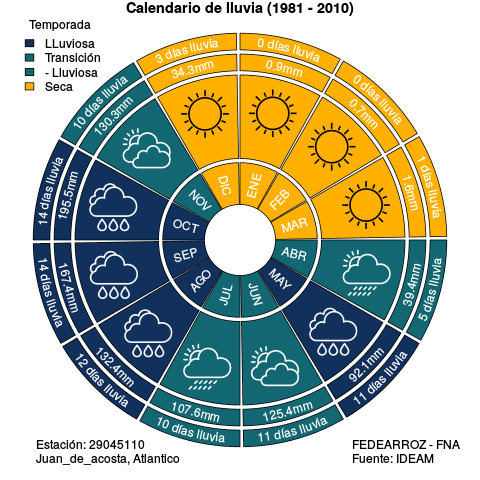 Calendario de lluvia (1981 - 2010)
Temporada
LLuviosa
Transición
- Lluviosa
Seca
0 días lluvia
0.9mm
ENE
0 días lluvia
0.7mm
FEB
1 días lluvia
1.6mm
MAR
5 días lluvia
39.4mm
ABR
11 días lluvia
92.1mm
MAY
11 días lluvia
125.4mm
JUN
10 días lluvia
107.6mm
JUL
12 días lluvia
132.4mm
AGO
14 días lluvia
167.4mm
SEP
14 días lluvia
195.5mm
OCT
10 días lluvia
130.3mm
NOV
3 días lluvia
34.3mm
DIC
Estación: 29045110
Juan_de_acosta, Atlantico
FEDEARROZ - FNA
Fuente: IDEAM